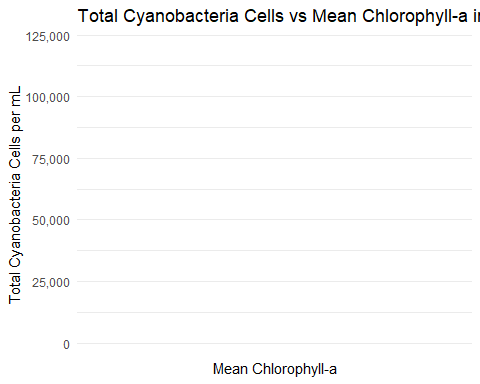 Total Cyanobacteria Cells vs Mean Chlorophyll-a i
Total Cyanobacteria Cells per mL
125,000
100,000
75,000
50,000
25,000
0
Mean Chlorophyll-a